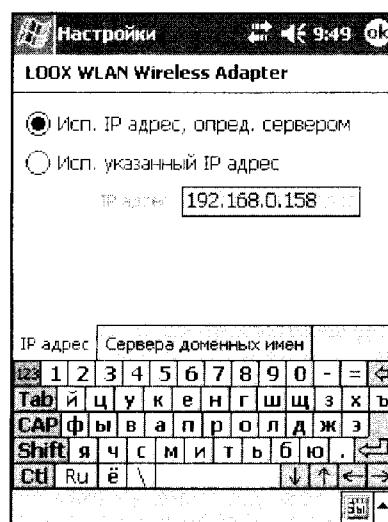 Настройки 9:49 ok
LOOX WLAN Wireless Adapter
Исп. IP адрес, опред. сервером
Исп. указанный IP адрес
IP адрес 192.168.0.158
IP адрес Сервера доменных имен
123 1 2 3 4 5 6 7 8 9 0 - =
Tab й ц у к е н г ш щ з х ъ
CAP ф ы в а п р о л д ж э
Shift я ч с м и т ь б ю .
Ctl Ru ё \